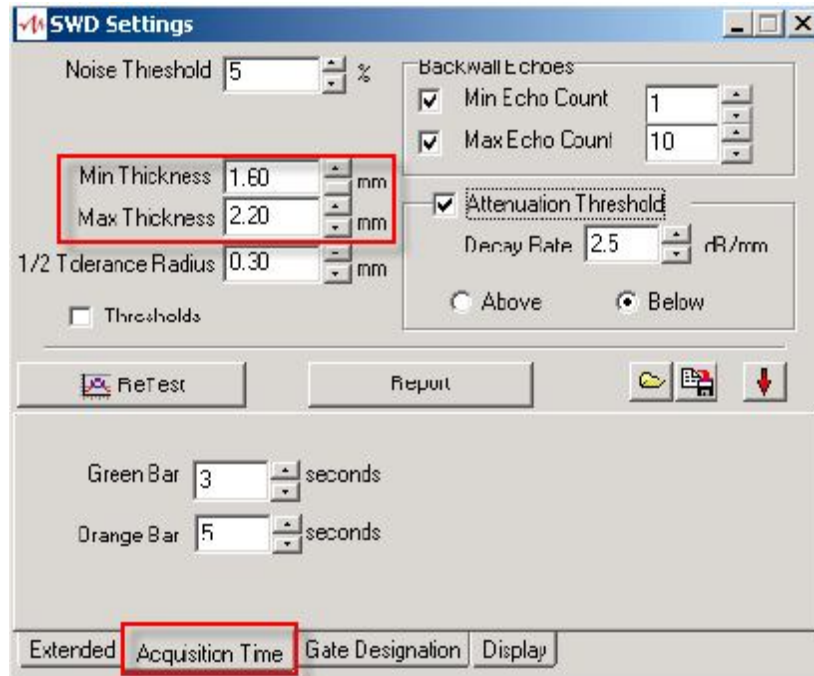 SWD Settings
Noise Threshold 5 %
Min Thickness 1.60 mm
Max Thickness 2.20 mm
1/2 Tolerance Radius 0.30 mm
Thresholds
Backwall Echoes
Min Echo Count 1
Max Echo Count 10
Attenuation Threshold
Decay Rate 2.5 dB/mm
Above Below
ReTest Report
Green Bar 3 seconds
Orange Bar 5 seconds
Extended Acquisition Time Gate Designation Display